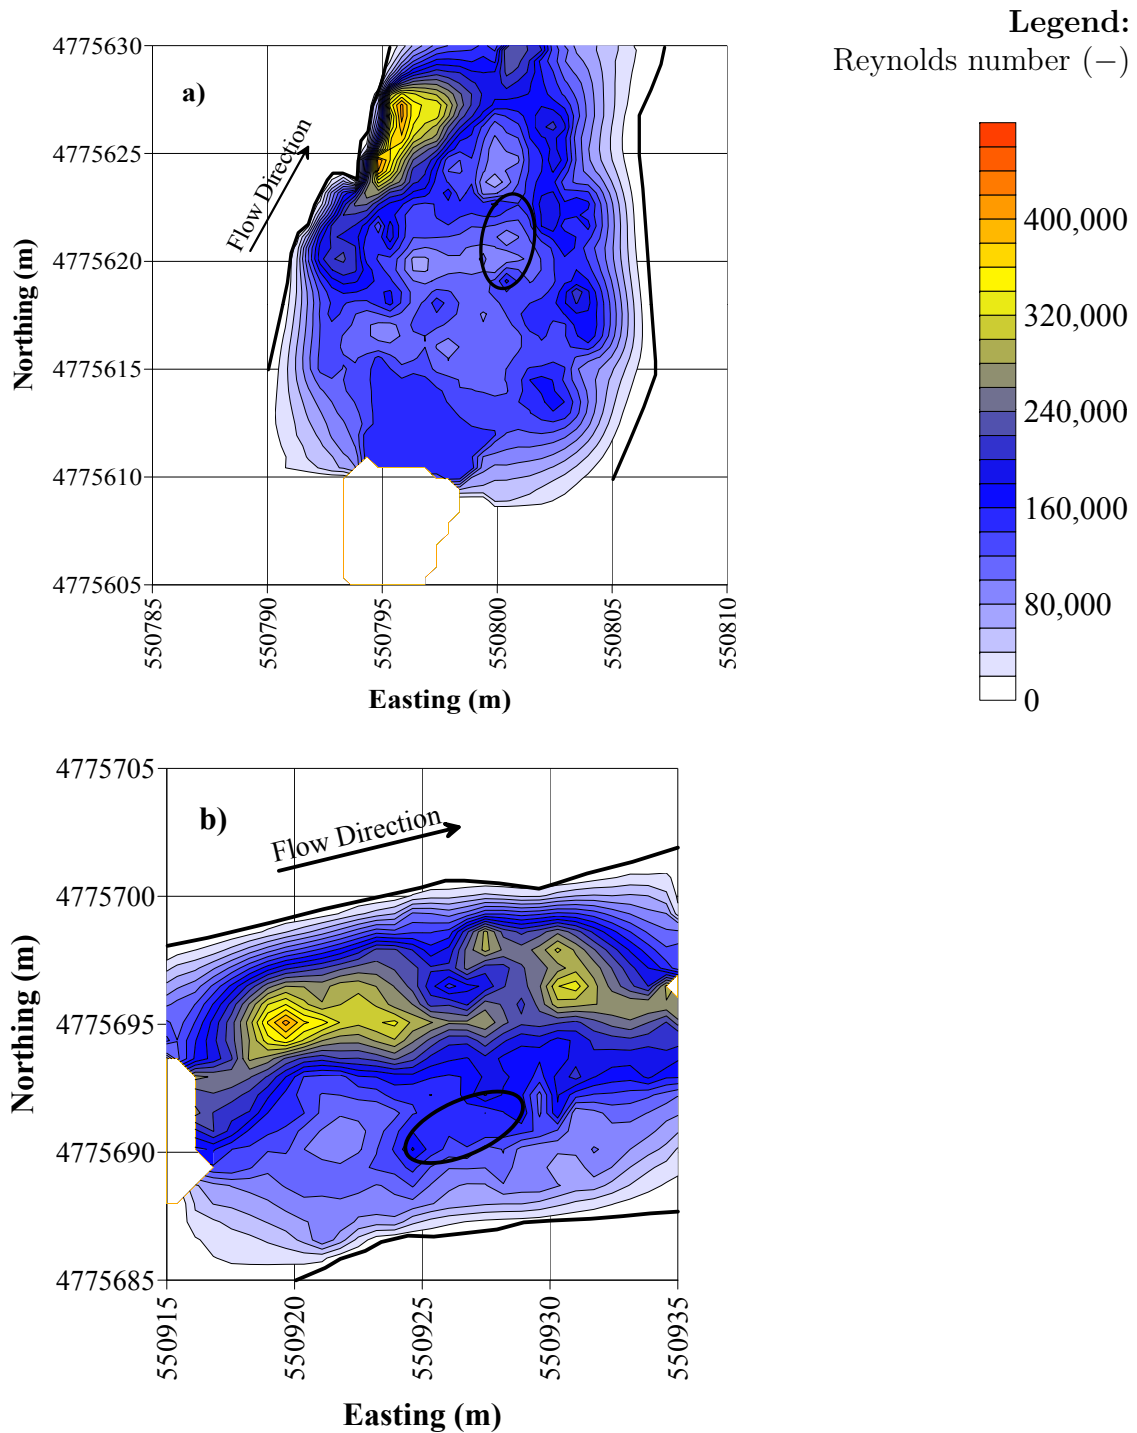 Legend:
Reynolds number (−)
400,000
320,000
240,000
160,000
80,000
0
a)
Flow Direction
4775630
4775625
4775620
4775615
4775610
4775605
Northing (m)
550785
550790
550795
550800
550805
550810
Easting (m)
b)
Flow Direction
4775705
4775700
4775695
4775690
4775685
Northing (m)
550915
550920
550925
550930
550935
Easting (m)